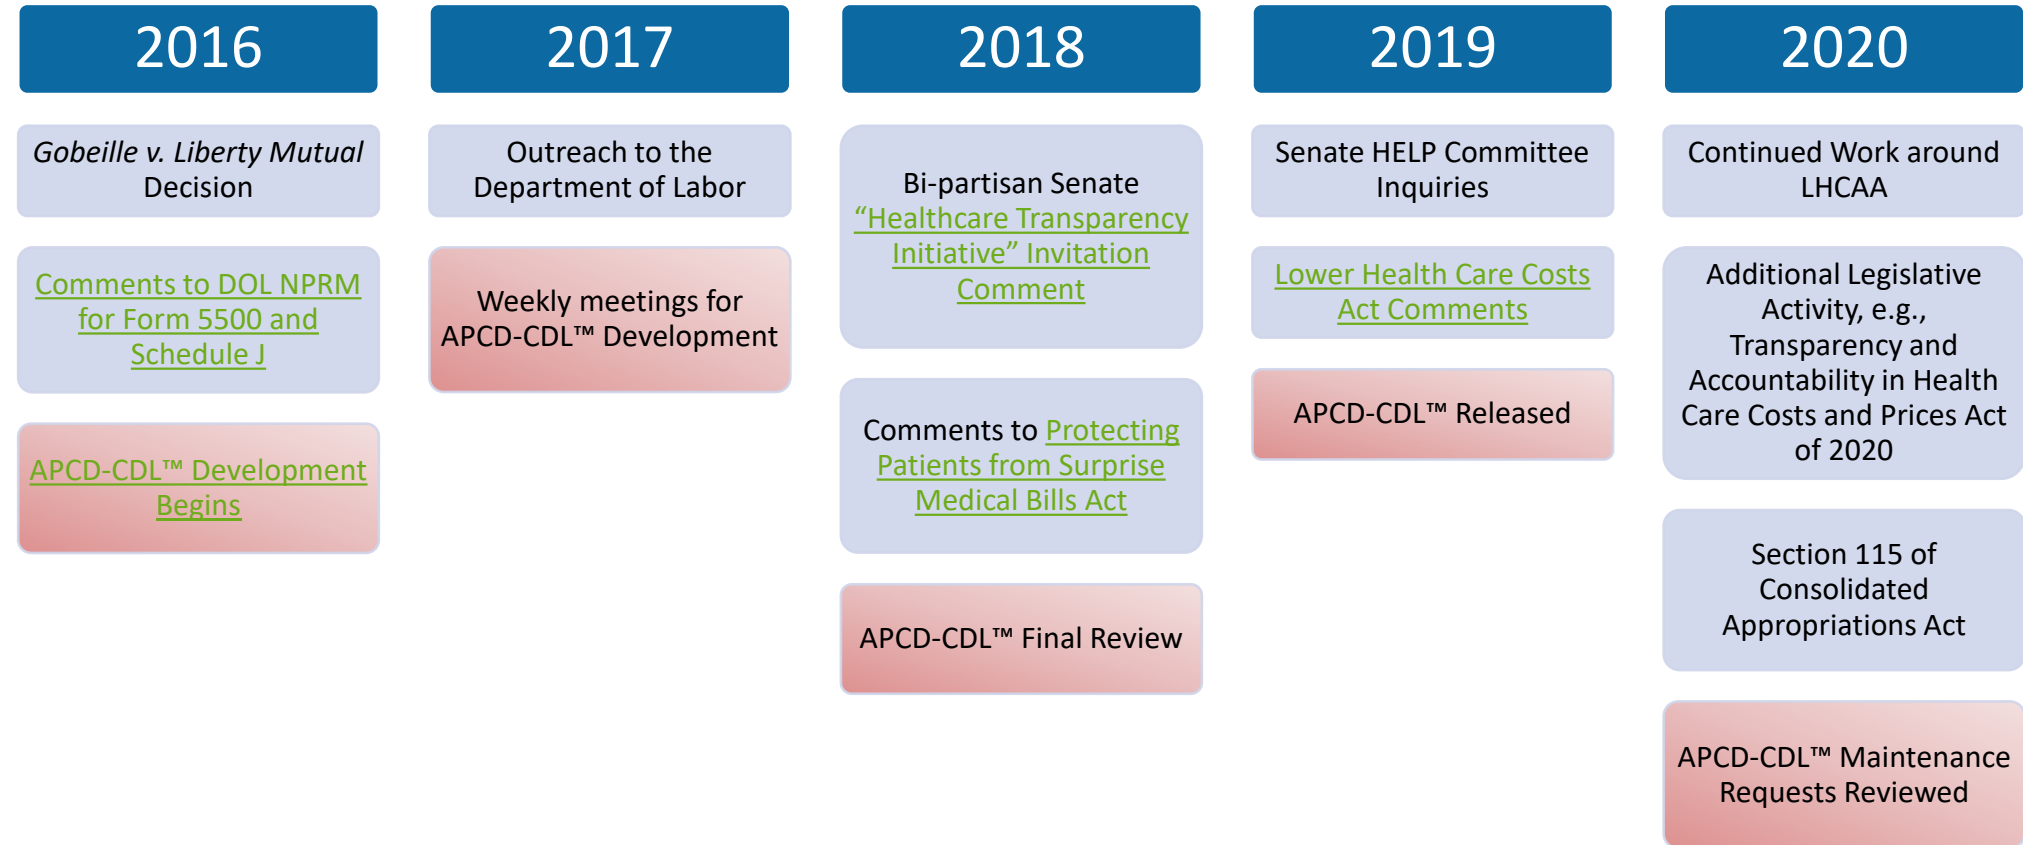 2016
Gobeille v. Liberty Mutual
Decision
Comments to DOL NPRM
for Form 5500 and
Schedule J
APCD-CDL™ Development
Begins
2017
Outreach to the
Department of Labor
Weekly meetings for
APCD-CDL™ Development
2018
Bi-partisan Senate
“Healthcare Transparency
Initiative” Invitation
Comment
Comments to Protecting
Patients from Surprise
Medical Bills Act
APCD-CDL™ Final Review
2019
Senate HELP Committee
Inquiries
Lower Health Care Costs
Act Comments
APCD-CDL™ Released
2020
Continued Work around
LHCAA
Additional Legislative
Activity, e.g.,
Transparency and
Accountability in Health
Care Costs and Prices Act
of 2020
Section 115 of
Consolidated
Appropriations Act
APCD-CDL™ Maintenance
Requests Reviewed